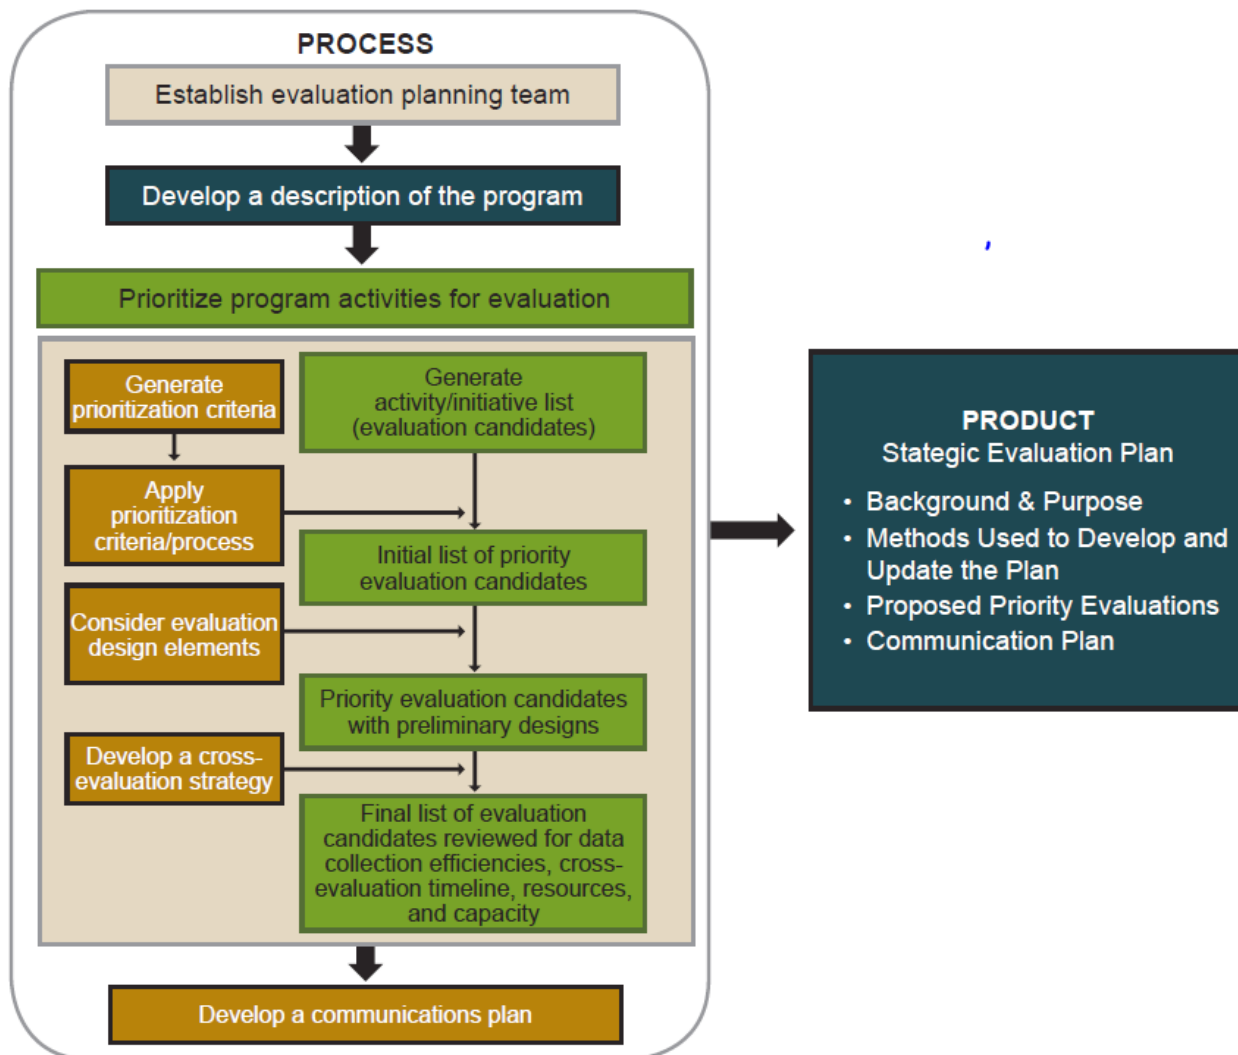 PROCESS
Establish evaluation planning team
Develop a description of the program
Prioritize program activities for evaluation
Generate
prioritization criteria
Generate
activity/initiative list
(evaluation candidates)
Apply
prioritization
criteria/process
Initial list of priority
evaluation candidates
Consider evaluation
design elements
Priority evaluation candidates
with preliminary designs
Develop a cross-
evaluation strategy
Final list of evaluation
candidates reviewed for data
collection efficiencies, cross-
evaluation timeline, resources,
and capacity
Develop a communications plan
PRODUCT
Stategic Evaluation Plan
• Background & Purpose
• Methods Used to Develop and
Update the Plan
• Proposed Priority Evaluations
• Communication Plan